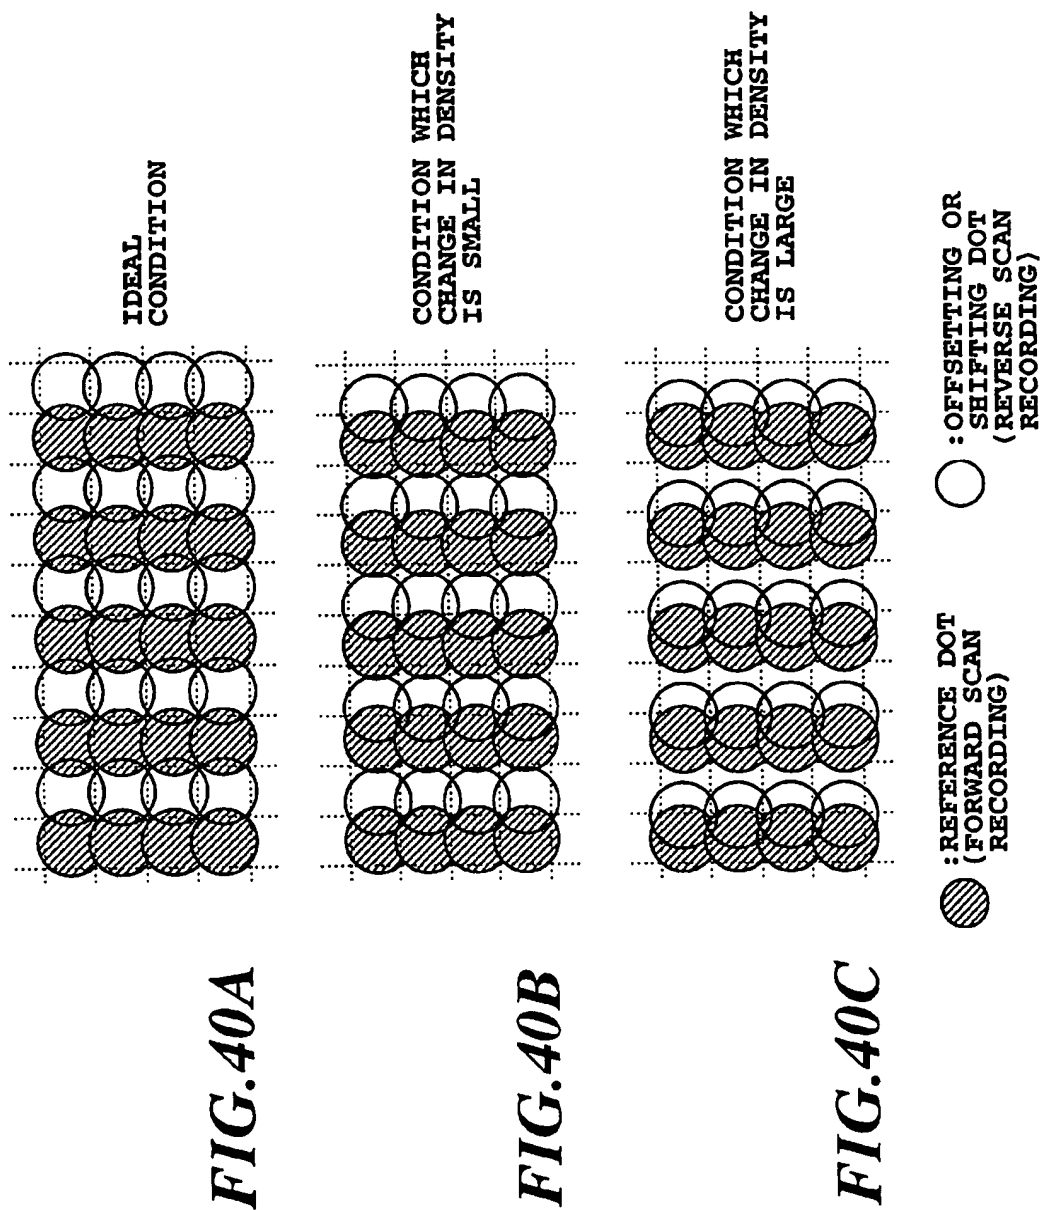 FIG.40A
IDEAL
CONDITION
FIG.40B
CONDITION WHICH
CHANGE IN DENSITY
IS SMALL
FIG.40C
CONDITION WHICH
CHANGE IN DENSITY
IS LARGE
:REFERENCE DOT
(FORWARD SCAN
RECORDING)
:OFFSETTING OR
SHIFTING DOT
(REVERSE SCAN
RECORDING)